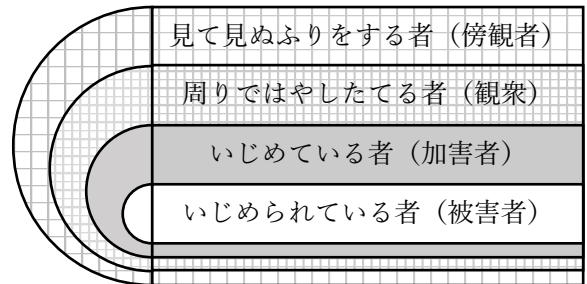 見て見ぬふりをする者（傍観者）
周りではやしたてる者（観衆）
いじめている者（加害者）
いじめられている者（被害者）